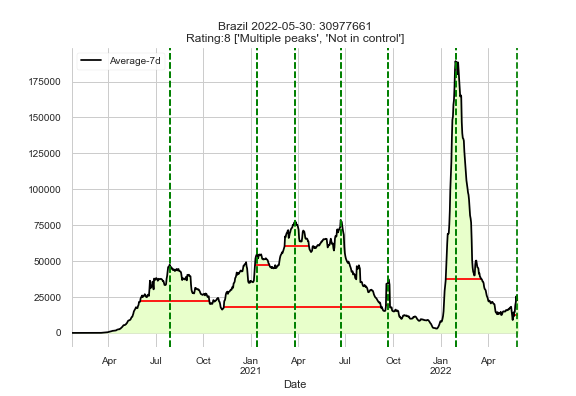 Brazil 2022-05-30: 30977661
Rating:8 ['Multiple peaks', 'Not in control']
Average-7d
175000
150000
125000
100000
75000
50000
25000
0
Apr Jul Oct Jan Apr Jul Oct Jan Apr
2021 2022
Date